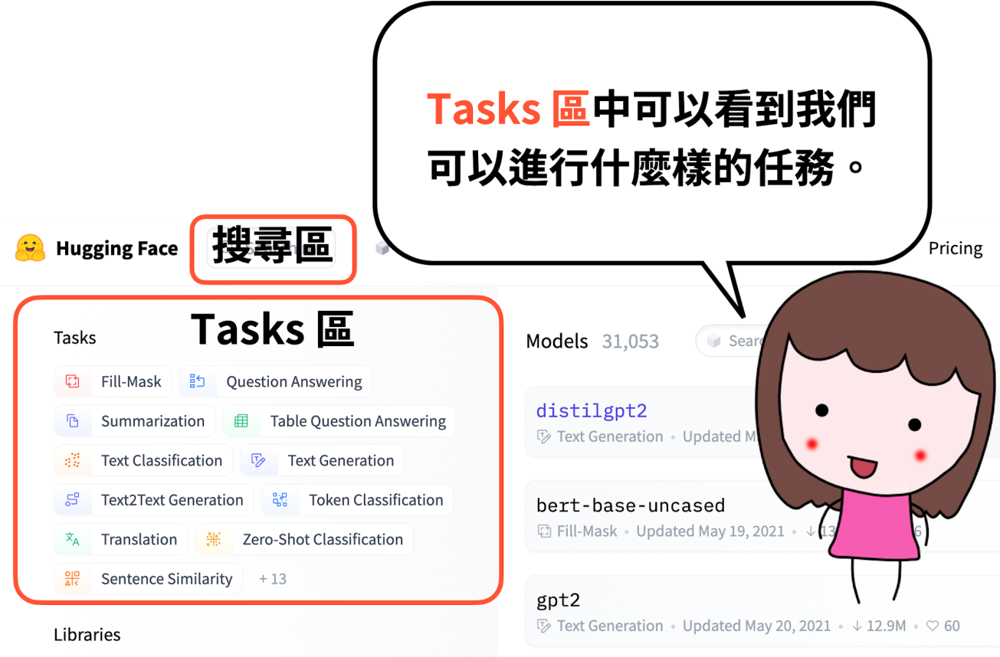 Tasks 區中可以看到我們
可以進行什麼樣的任務。
Hugging Face
搜尋區
Pricing
Tasks 區
Tasks
Fill-Mask
Question Answering
Summarization
Table Question Answering
Text Classification
Text Generation
Text2Text Generation
Token Classification
Translation
Zero-Shot Classification
Sentence Similarity
+ 13
Libraries
Models 31,053
distilgpt2
Text Generation • Updated
bert-base-uncased
Fill-Mask • Updated May 19, 2021 •
gpt2
Text Generation • Updated May 20, 2021 • ↓ 12.9M • ♡ 60